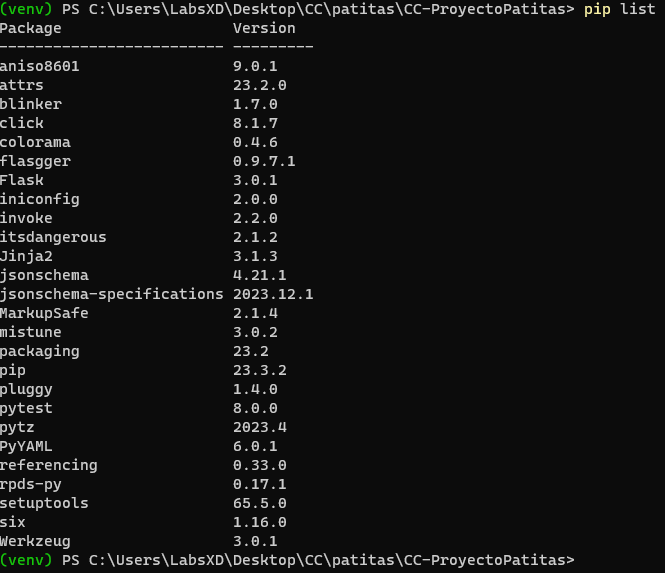 (venv) PS C:\Users\LabsXD\Desktop\CC\patitas\CC-ProyectoPatitas> pip list
Package                   Version
------------------------- ---------
aniso8601                 9.0.1
attrs                     23.2.0
blinker                   1.7.0
click                     8.1.7
colorama                  0.4.6
flasgger                  0.9.7.1
Flask                     3.0.1
iniconfig                 2.0.0
invoke                    2.2.0
itsdangerous              2.1.2
Jinja2                    3.1.3
jsonschema                4.21.1
jsonschema-specifications 2023.12.1
MarkupSafe                2.1.4
mistune                   3.0.2
packaging                 23.2
pip                       23.3.2
pluggy                    1.4.0
pytest                    8.0.0
pytz                      2023.4
PyYAML                    6.0.1
referencing               0.33.0
rpds-py                   0.17.1
setuptools                65.5.0
six                       1.16.0
Werkzeug                  3.0.1
(venv) PS C:\Users\LabsXD\Desktop\CC\patitas\CC-ProyectoPatitas>